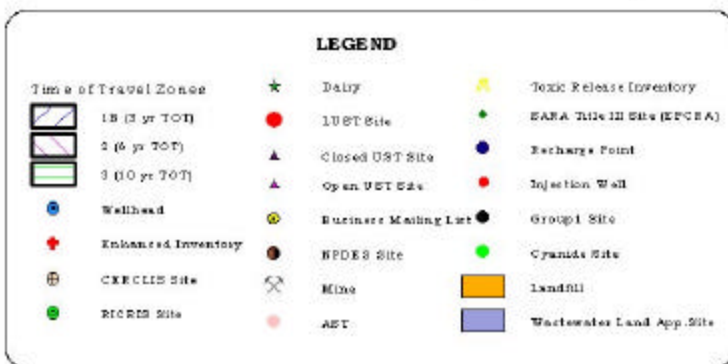 LEGEND
Time of Travel Zones
1B (3 yr TOT)
2 (6 yr TOT)
3 (10 yr TOT)
Wellhead
Enhanced Inventory
CERCLIS Site
RICRIS Site
Dairy
LUST Site
Closed UST Site
Open UST Site
Business Mailing List
NPDES Site
Mine
AST
Toxic Release Inventory
SARA Title III Site (EPCRA)
Recharge Point
Injection Well
Group1 Site
Cyanide Site
Landfill
Wastewater Land App.Site